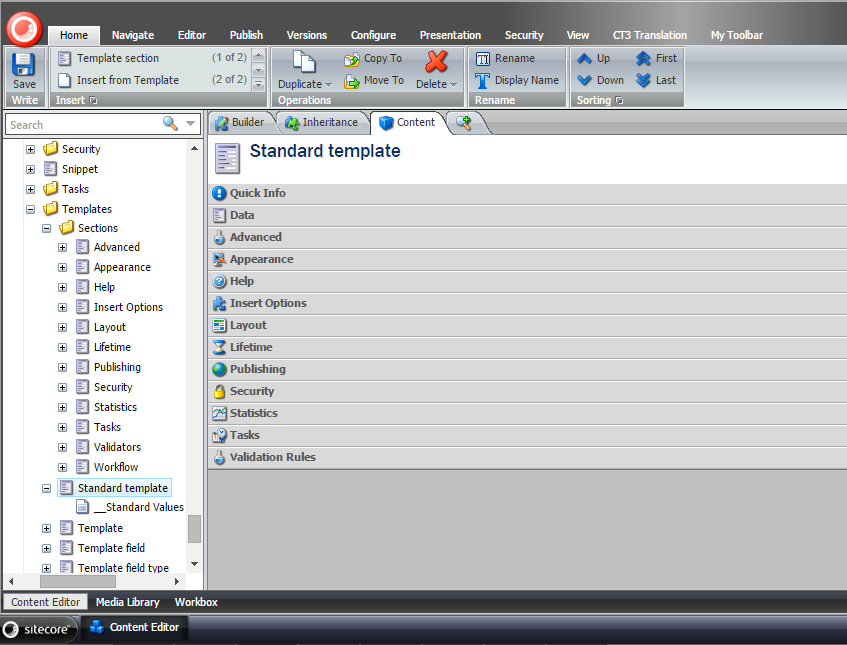 Home Navigate Editor Publish Versions Configure Presentation Security View CT3 Translation My Toolbar
Save
Write
Template section (1 of 2)
Insert from Template (2 of 2)
Insert
Duplicate
Copy To
Move To
Delete
Operations
Rename
Display Name
Rename
Up First
Down Last
Sorting
Search
Security
Snippet
Tasks
Templates
Sections
Advanced
Appearance
Help
Insert Options
Layout
Lifetime
Publishing
Security
Statistics
Tasks
Validators
Workflow
Standard template
__Standard Values
Template
Template field
Template field type
Builder Inheritance Content
Standard template
Quick Info
Data
Advanced
Appearance
Help
Insert Options
Layout
Lifetime
Publishing
Security
Statistics
Tasks
Validation Rules
Content Editor Media Library Workbox
sitecore Content Editor